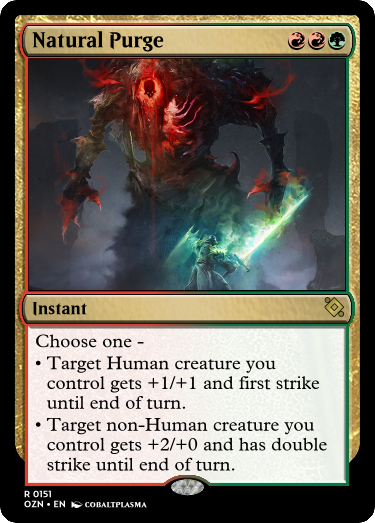 Natural Purge
Instant
Choose one -
• Target Human creature you
control gets +1/+1 and first strike
until end of turn.
• Target non-Human creature you
control gets +2/+0 and has double
strike until end of turn.
R 0151
OZN • EN COBALTPLASMA